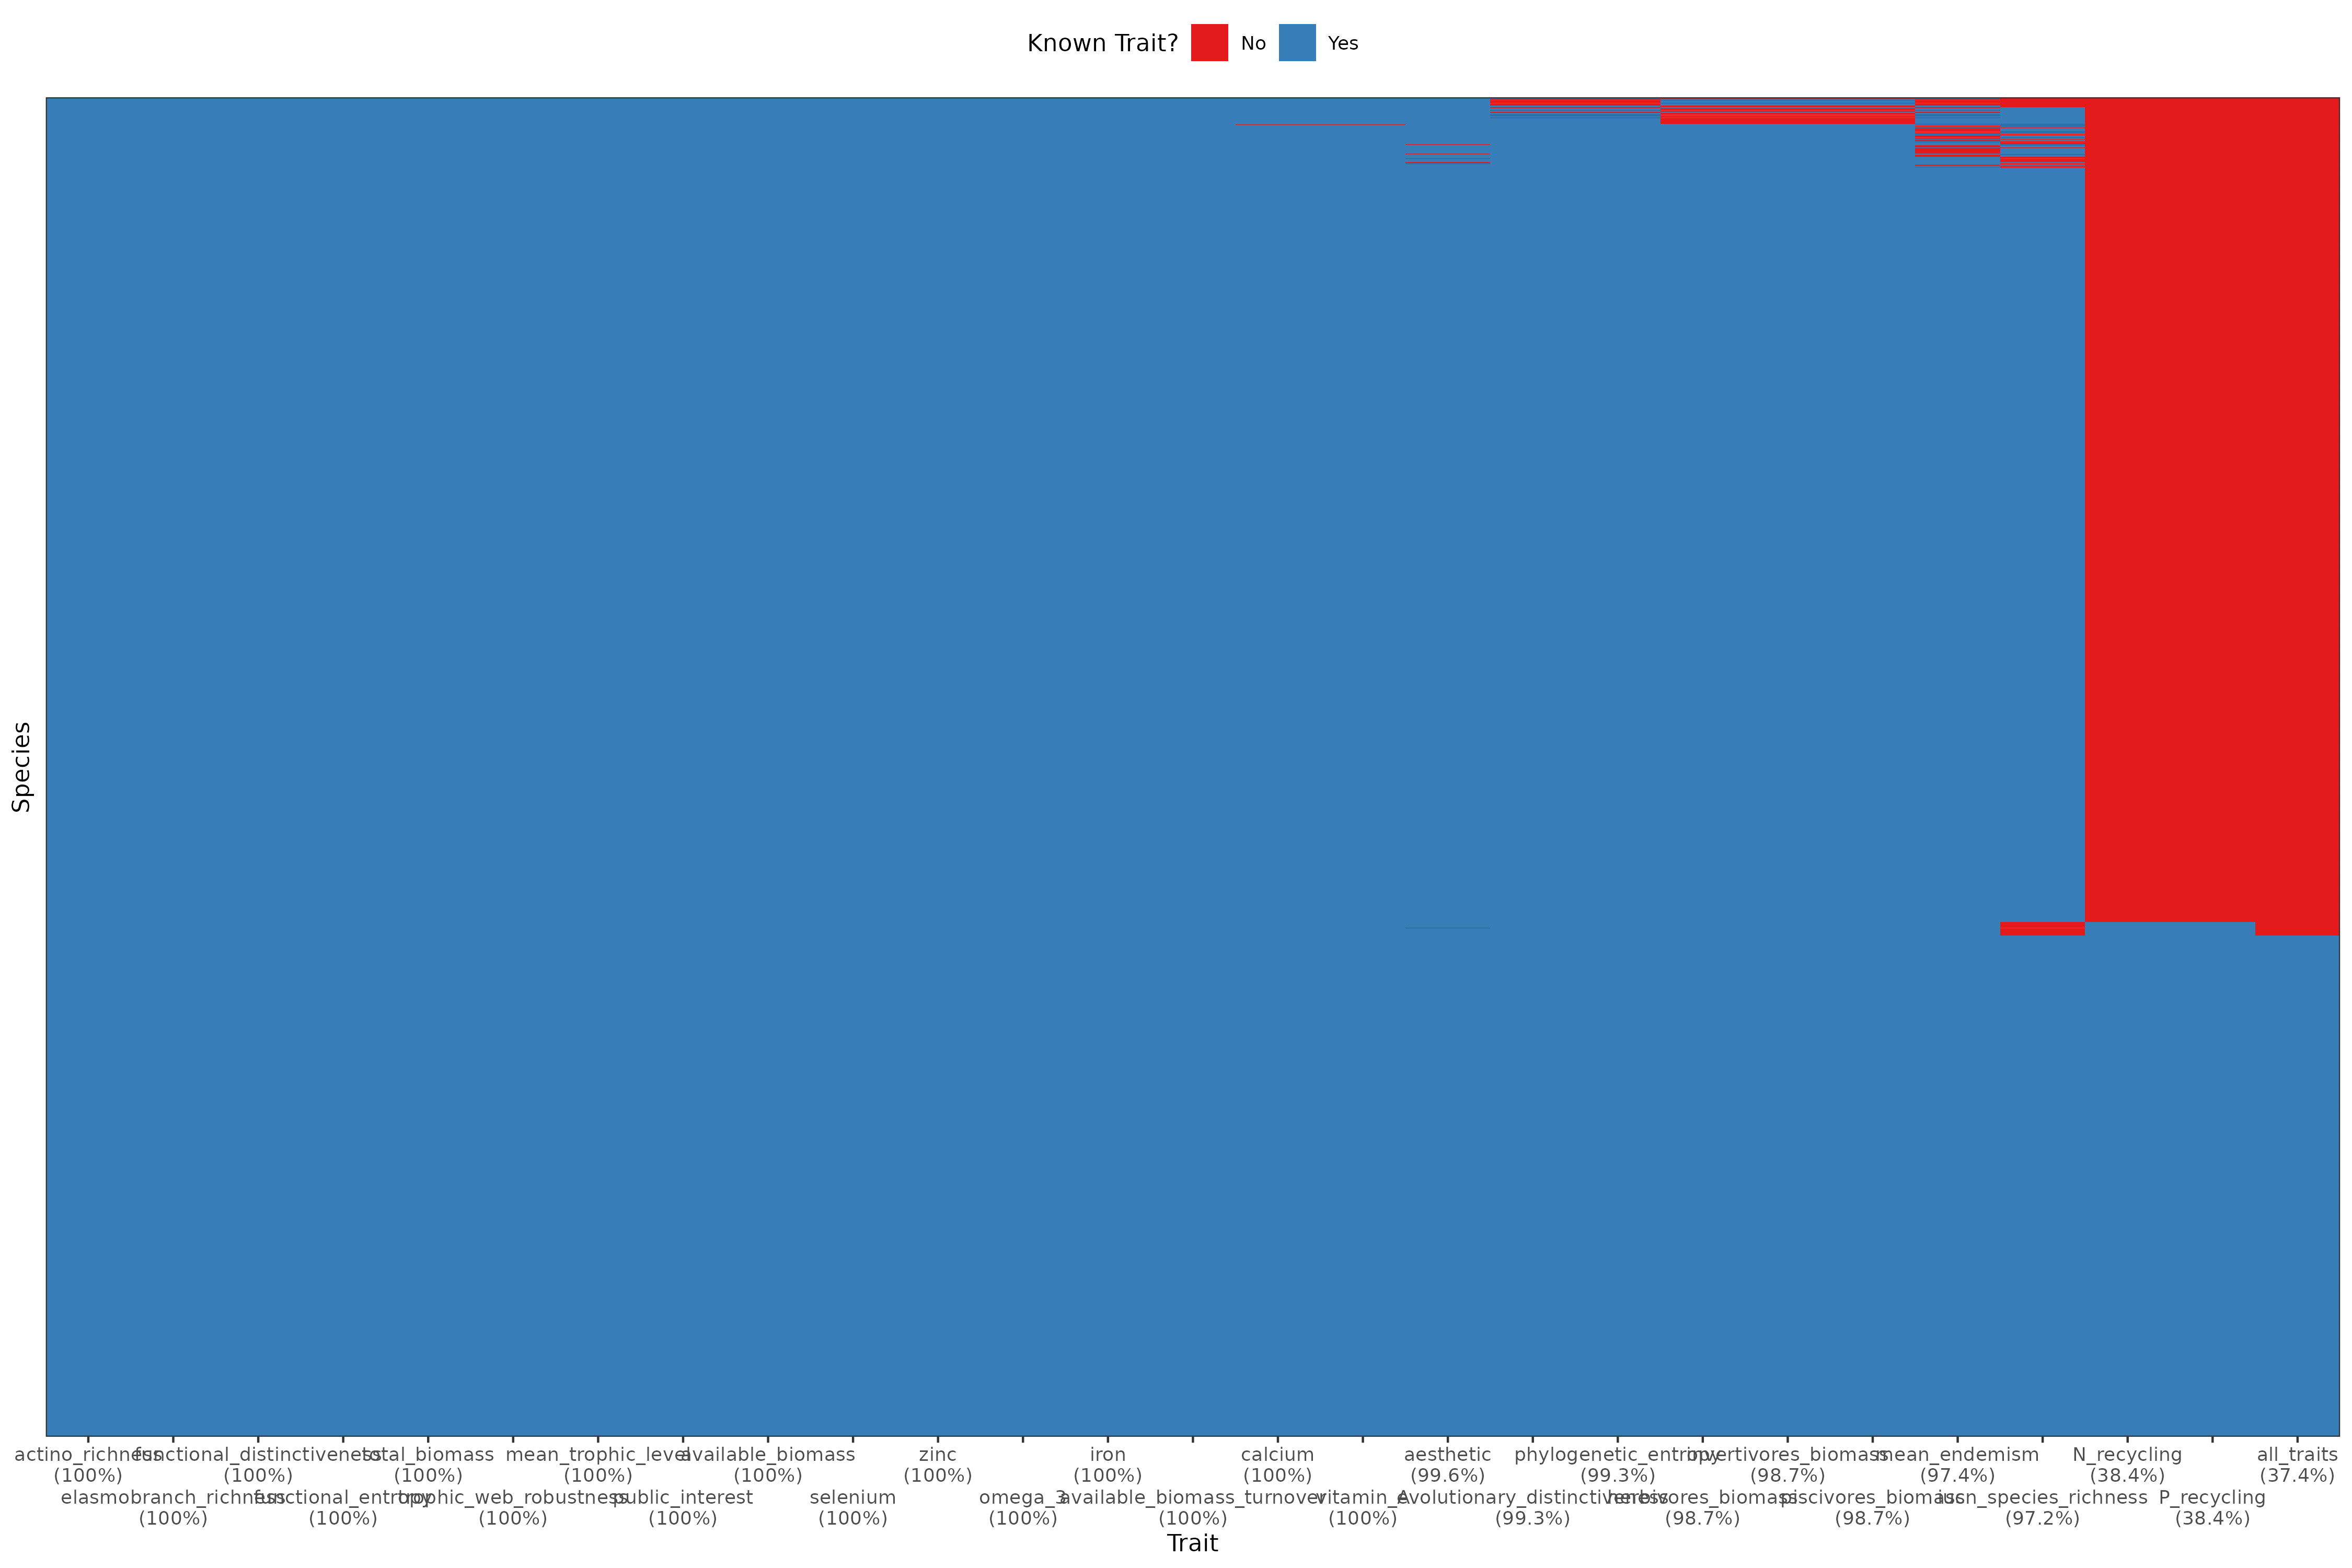 Known Trait? No Yes
Species
actino_richness functional_distinctiveness total_biomass mean_trophic_level available_biomass zinc iron calcium aesthetic phylogenetic_entropy invertivores_biomass mean_endemism N_recycling all_traits
(100%) (100%) (100%) (100%) (100%) (100%) (100%) (100%) (99.6%) (99.3%) (98.7%) (97.4%) (38.4%) (37.4%)
elasmobranch_richness functional_entropy trophic_web_robustness public_interest selenium omega_3 available_biomass_turnover vitamin_A evolutionary_distinctiveness herbivores_biomass piscivores_biomass iucn_species_richness P_recycling
(100%) (100%) (100%) (100%) (100%) (100%) (100%) (100%) (99.3%) (98.7%) (98.7%) (97.2%) (38.4%)
Trait